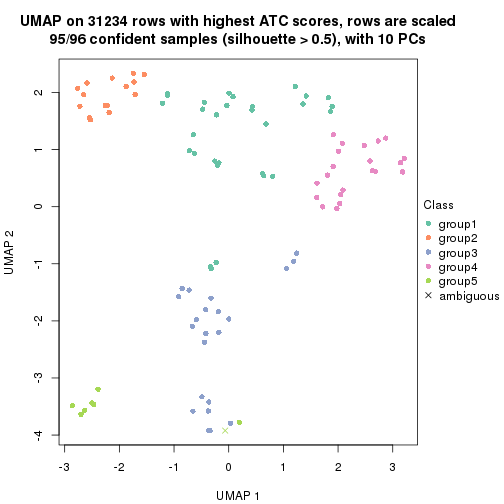 UMAP on 31234 rows with highest ATC scores, rows are scaled
95/96 confident samples (silhouette > 0.5), with 10 PCs
UMAP 2
2
1
0
-1
-2
-3
-4
-3 -2 -1 0 1 2 3
UMAP 1
Class
group1
group2
group3
group4
group5
ambiguous